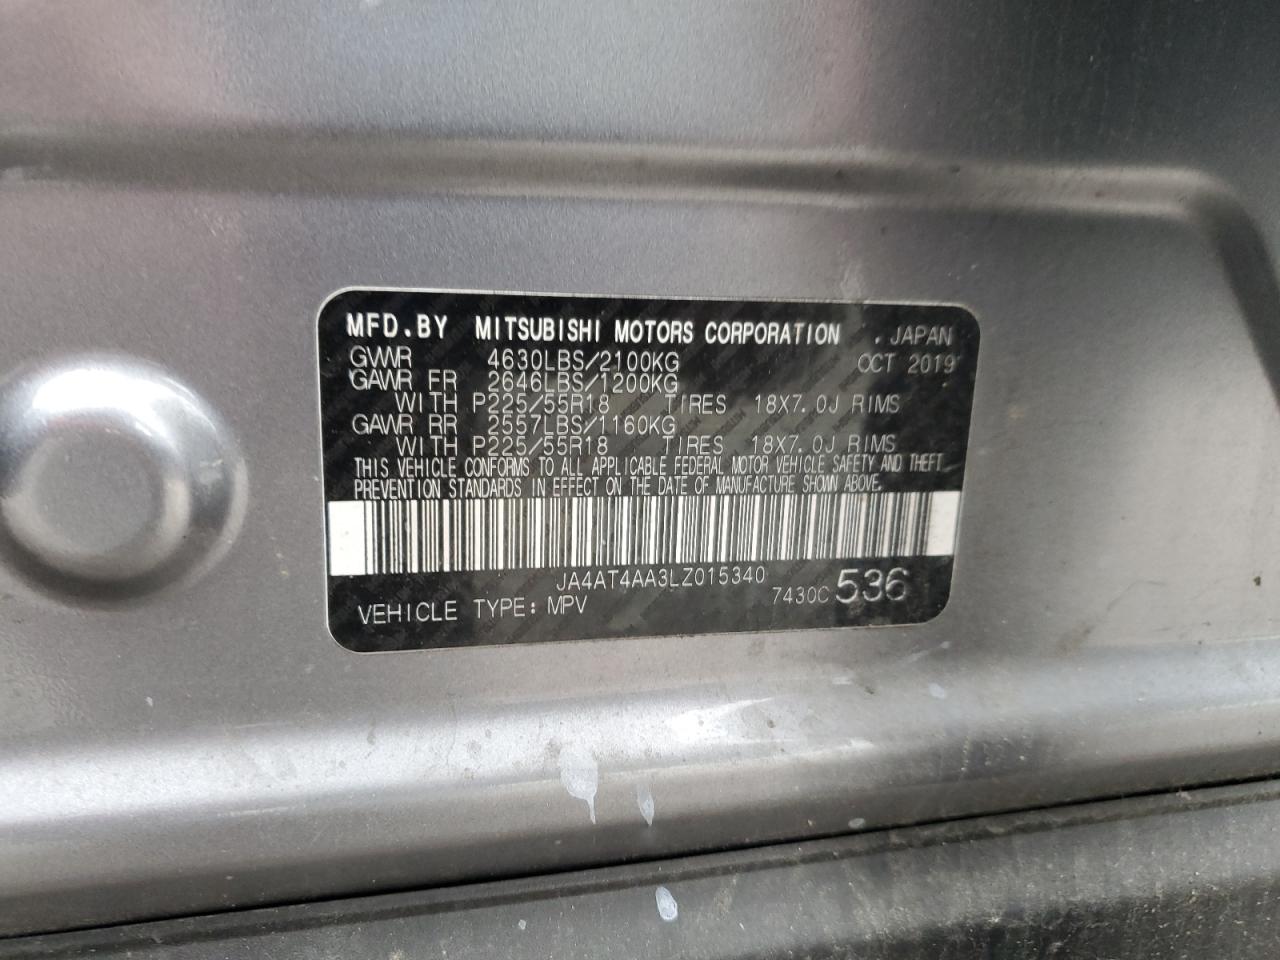 MFD.BY MITSUBISHI MOTORS CORPORATION . JAPAN
GVWR 4630LBS/2100KG OCT 2019
GAWR FR 2646LBS/1200KG
WITH P225/55R18 TIRES 18X7.0J RIMS
GAWR RR 2557LBS/1160KG
WITH P225/55R18 TIRES 18X7.0J RIMS
THIS VEHICLE CONFORMS TO ALL APPLICABLE FEDERAL MOTOR VEHICLE SAFETY AND THEFT
PREVENTION STANDARDS IN EFFECT ON THE DATE OF MANUFACTURE SHOWN ABOVE.
JA4AT4AA3LZ015340
VEHICLE TYPE: MPV 7430C 536